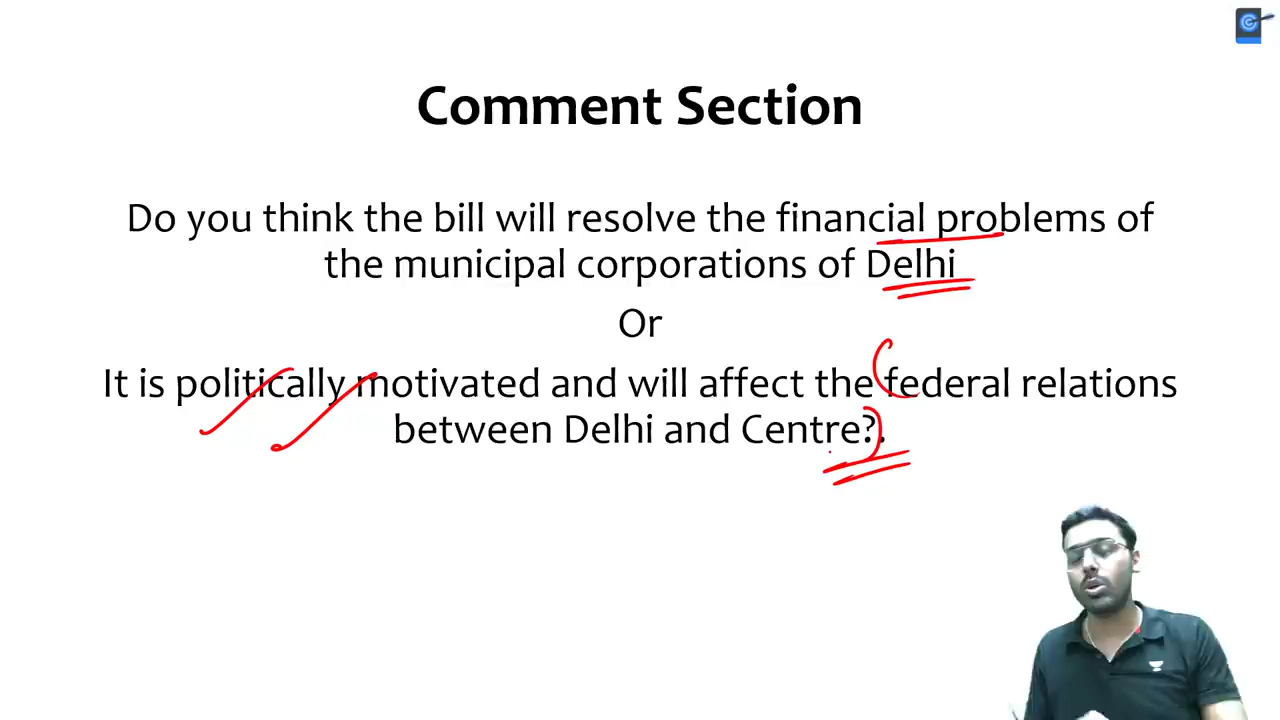 Comment Section
Do you think the bill will resolve the financial problems of
the municipal corporations of Delhi
Or
It is politically motivated and will affect the federal relations
between Delhi and Centre?.